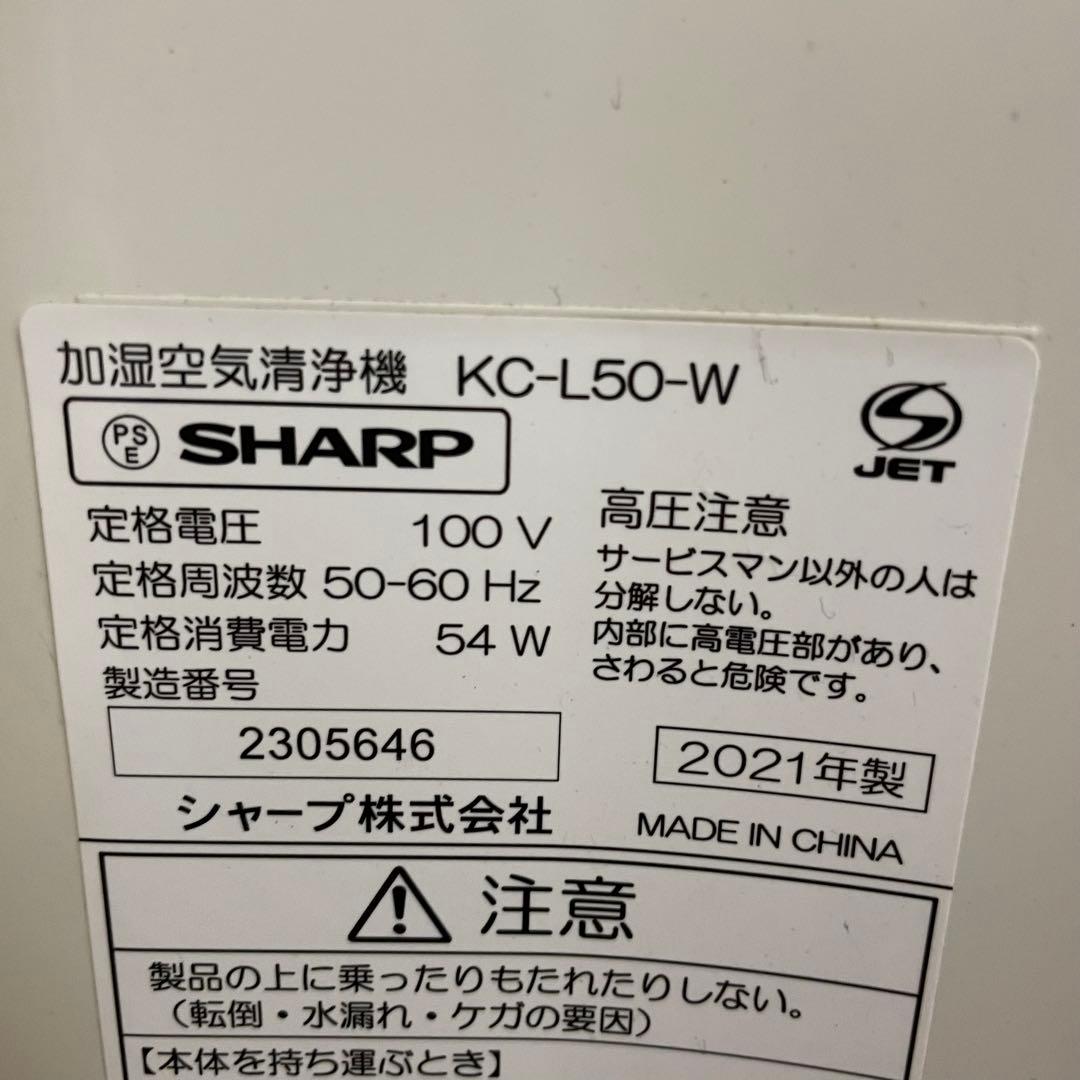 加湿空気清浄機 KC-L50-W
PSE SHARP
JET
定格電圧 100 V
定格周波数 50-60 Hz
定格消費電力 54 W
製造番号
2305646
シャープ株式会社
高圧注意
サービスマン以外の人は
分解しない。
内部に高電圧部があり、
さわると危険です。
2021年製
MADE IN CHINA
注意
製品の上に乗ったりもたれたりしない。
（転倒・水漏れ・ケガの要因）
【本体を持ち運ぶとき】